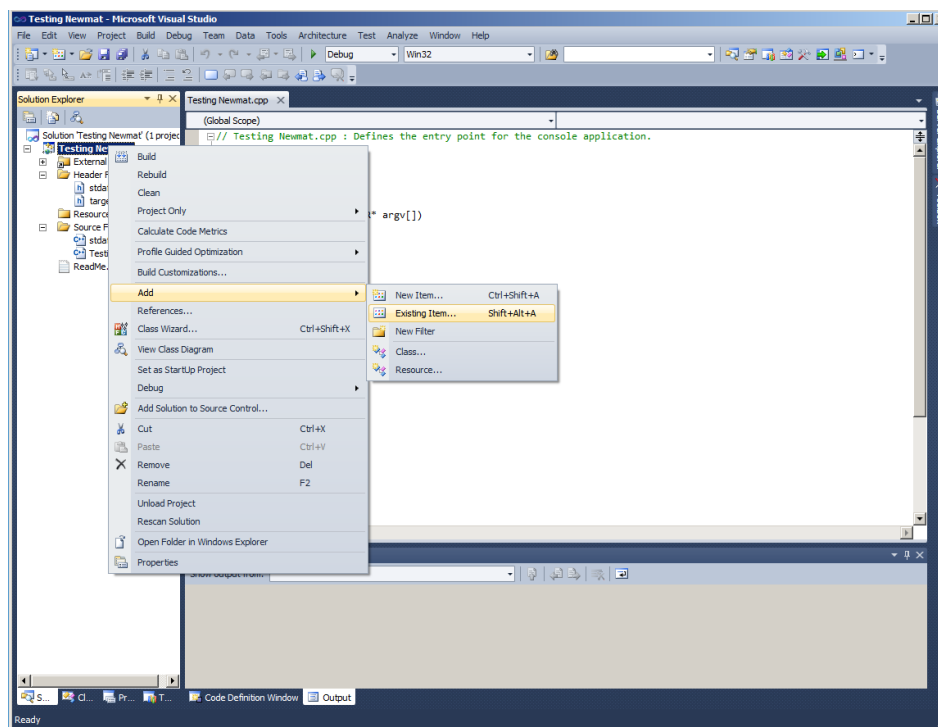 Testing Newmat - Microsoft Visual Studio
File Edit View Project Build Debug Team Data Tools Architecture Test Analyze Window Help
Debug Win32
Solution Explorer
Testing Newmat.cpp
(Global Scope)
Solution 'Testing Newmat' (1 projec
// Testing Newmat.cpp : Defines the entry point for the console application.
Testing Ne
External
Header F
stda
targe
Resource
Source F
stda
Testi
ReadMe.
* argv[])
Build
Rebuild
Clean
Project Only
Calculate Code Metrics
Profile Guided Optimization
Build Customizations...
Add
References...
Class Wizard... Ctrl+Shift+X
View Class Diagram
Set as StartUp Project
Debug
Add Solution to Source Control...
Cut Ctrl+X
Paste Ctrl+V
Remove Del
Rename F2
Unload Project
Rescan Solution
Open Folder in Windows Explorer
Properties
New Item... Ctrl+Shift+A
Existing Item... Shift+Alt+A
New Filter
Class...
Resource...
Show output from:
S... Cl... Pr... T...
Code Definition Window Output
Ready